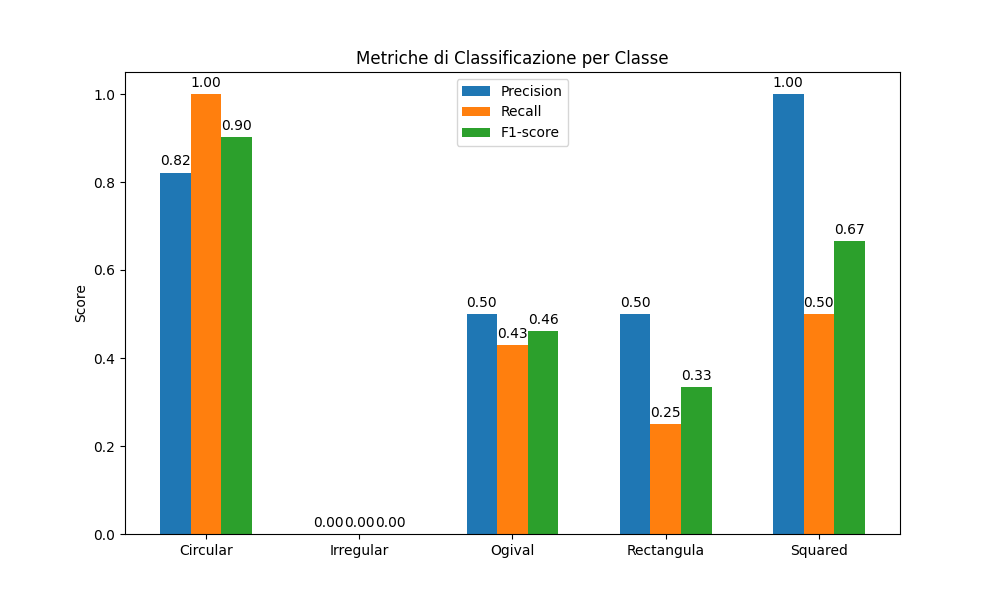 Metriche di Classificazione per Classe
Precision
Recall
F1-score
Score
1.0
0.8
0.6
0.4
0.2
0.0
0.82
1.00
0.90
0.00
0.00
0.00
0.50
0.43
0.46
0.50
0.25
0.33
1.00
0.50
0.67
Circular
Irregular
Ogival
Rectangula
Squared